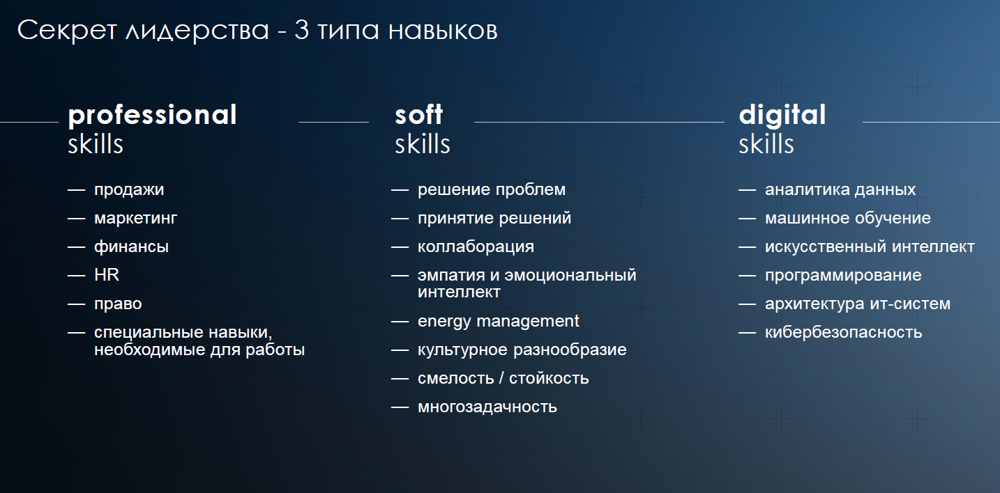 Секрет лидерства - 3 типа навыков
professional
skills
— продажи
— маркетинг
— финансы
— HR
— право
— специальные навыки,
необходимые для работы
soft
skills
— решение проблем
— принятие решений
— коллаборация
— эмпатия и эмоциональный
интеллект
— energy management
— культурное разнообразие
— смелость / стойкость
— многозадачность
digital
skills
— аналитика данных
— машинное обучение
— искусственный интеллект
— программирование
— архитектура ит-систем
— кибербезопасность